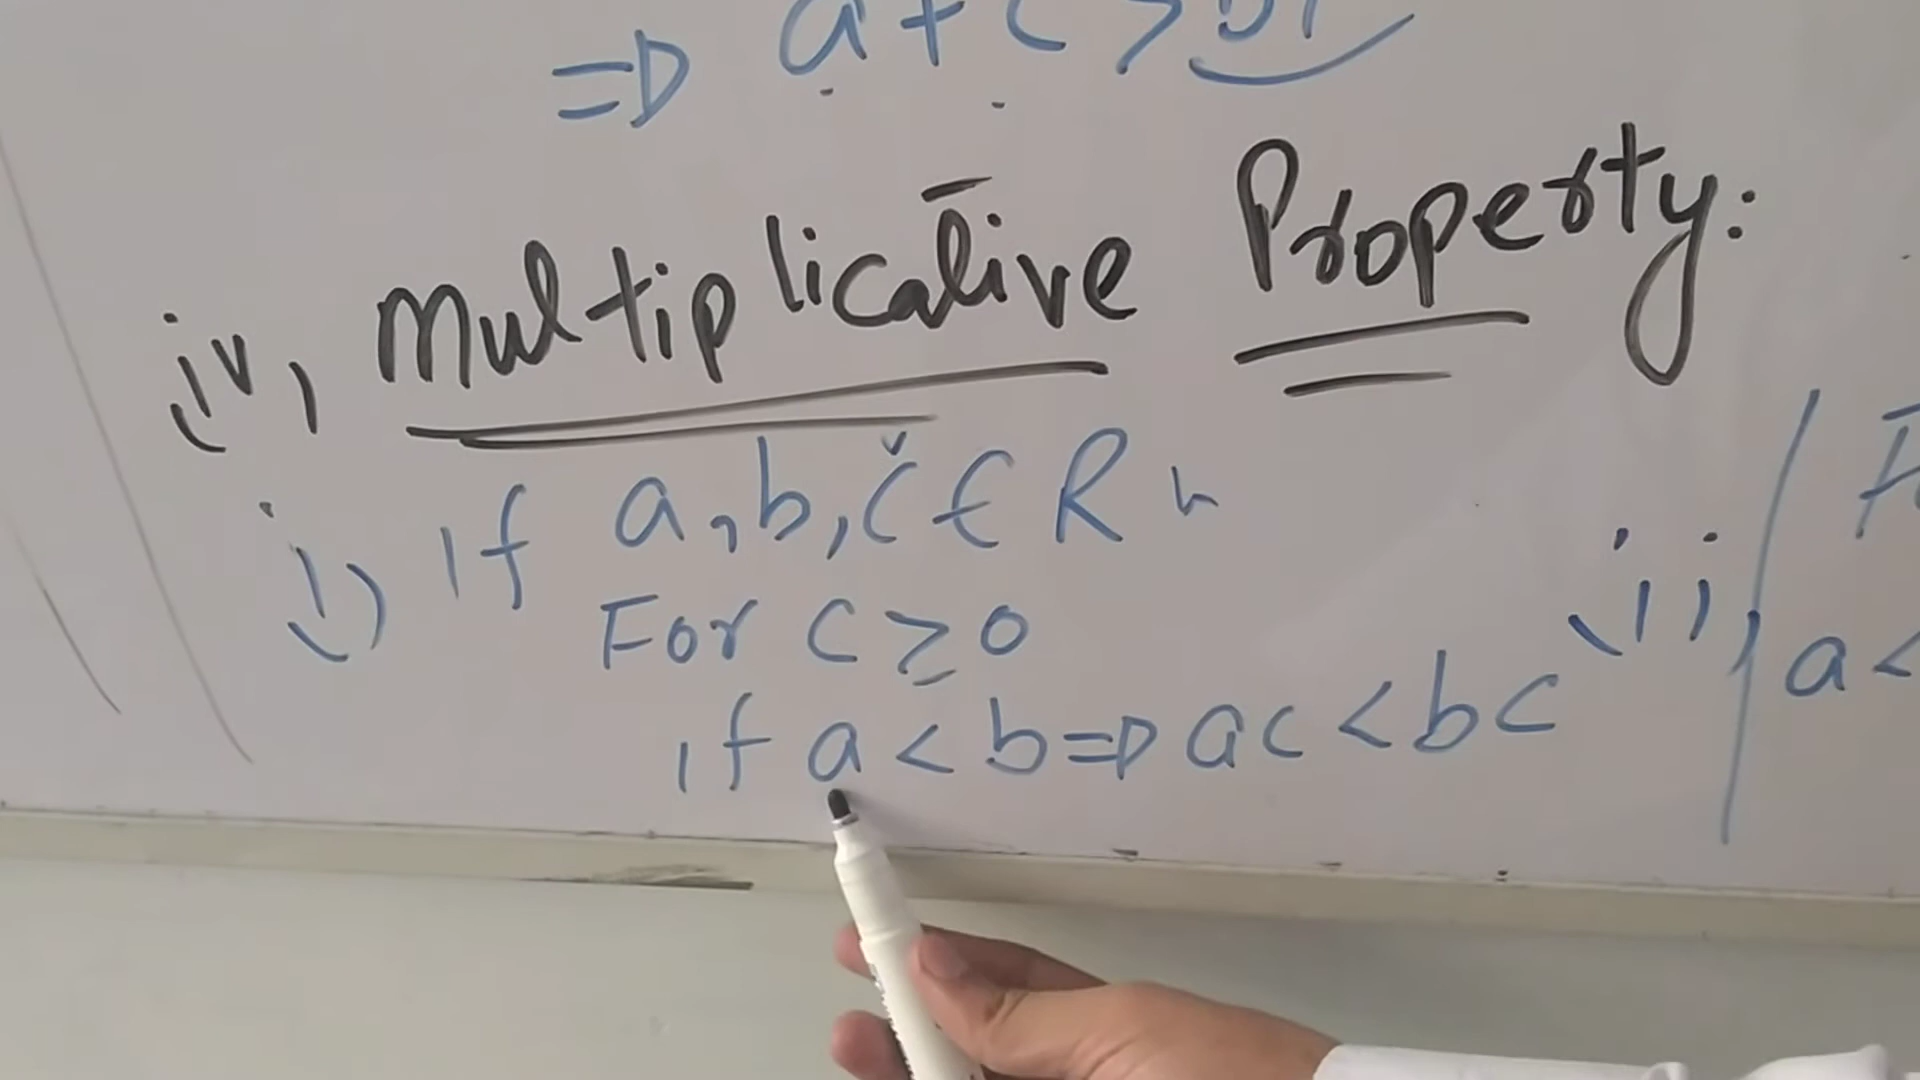 => a + c > b+
iv, Multiplicative Property:
i) If a, b, c ∈ R
For c ≥ 0
if a < b => ac < bc
ii,
a <